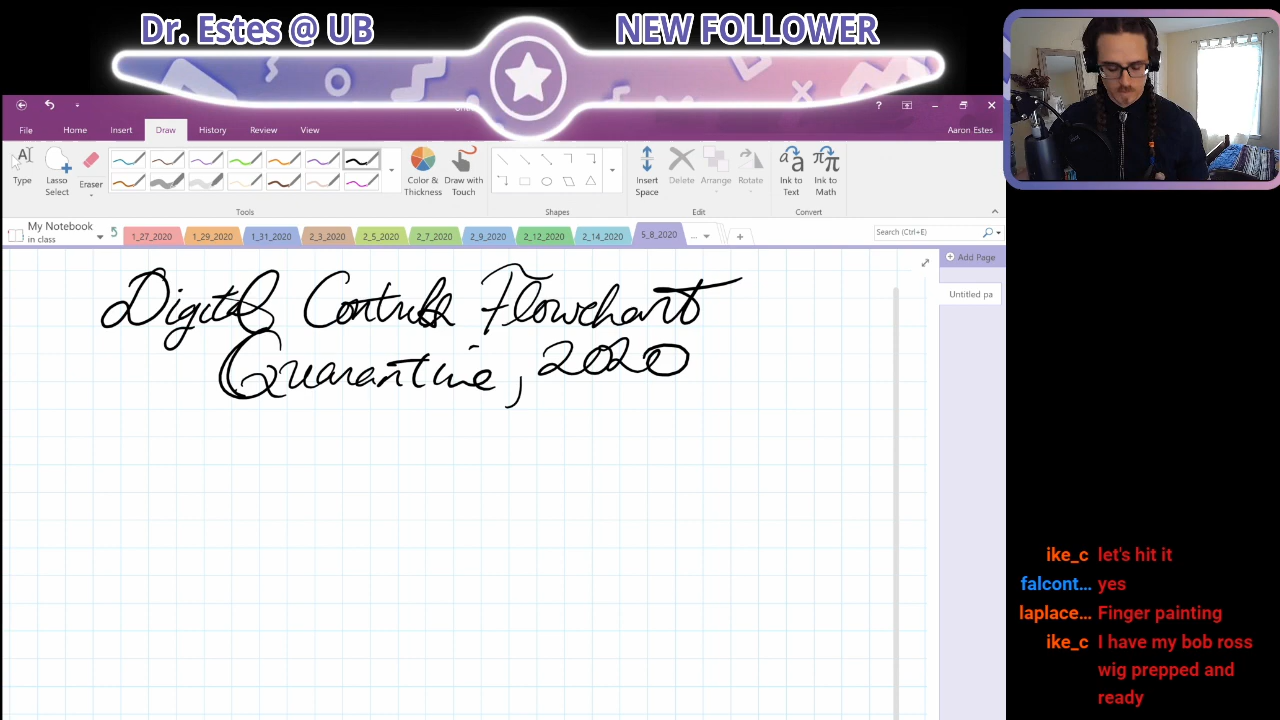 Dr. Estes @ UB
NEW FOLLOWER
File Home Insert Draw History Review View
Aaron Estes
Type
Lasso Select
Eraser
Color & Thickness
Draw with Touch
Insert Space
Delete
Arrange
Rotate
Ink to Text
Ink to Math
Tools
Shapes
Edit
Convert
My Notebook
in class
1_27_2020 1_29_2020 1_31_2020 2_3_2020 2_5_2020 2_7_2020 2_9_2020 2_12_2020 2_14_2020 5_8_2020 ...
Search (Ctrl+E)
Add Page
Untitled pa
Digital Controls Flowchart
Quarantine, 2020
ike_c let's hit it
falcont... yes
laplace... Finger painting
ike_c I have my bob ross
wig prepped and
ready